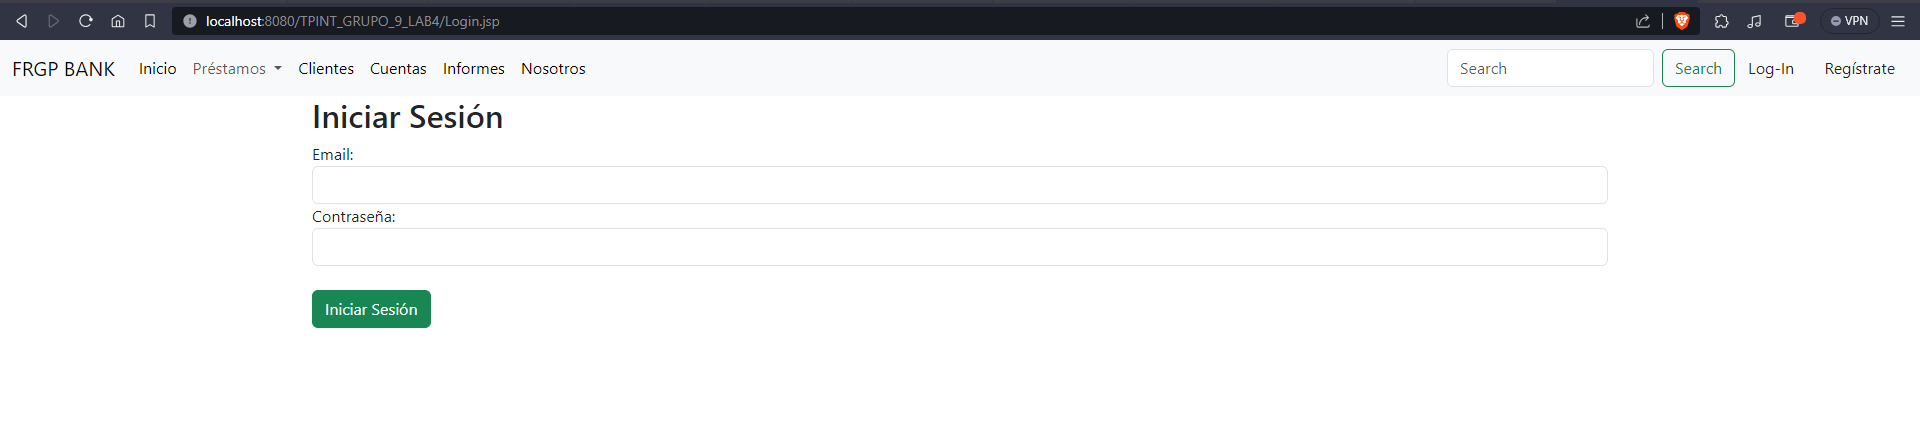 localhost:8080/TPINT_GRUPO_9_LAB4/Login.jsp
VPN
FRGP BANK Inicio Préstamos Clientes Cuentas Informes Nosotros Search Search Log-In Regístrate
Iniciar Sesión
Email:
Contraseña:
Iniciar Sesión